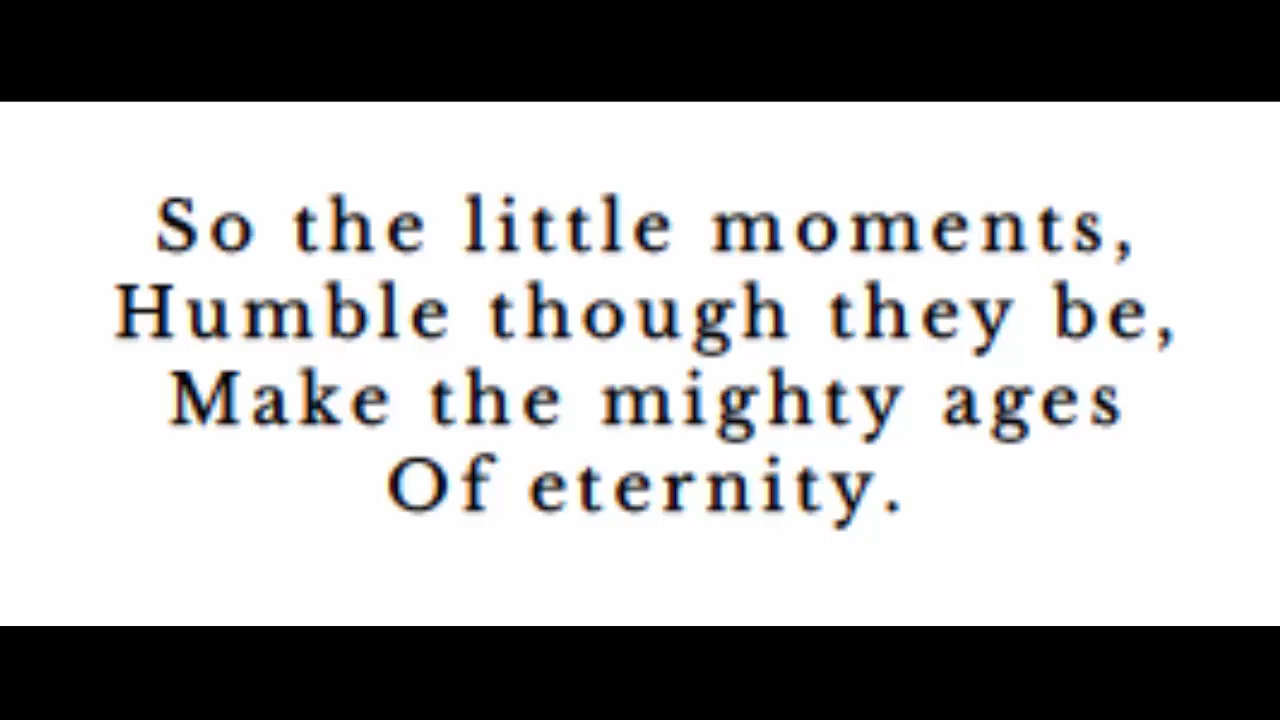 So the little moments,
Humble though they be,
Make the mighty ages
Of eternity.